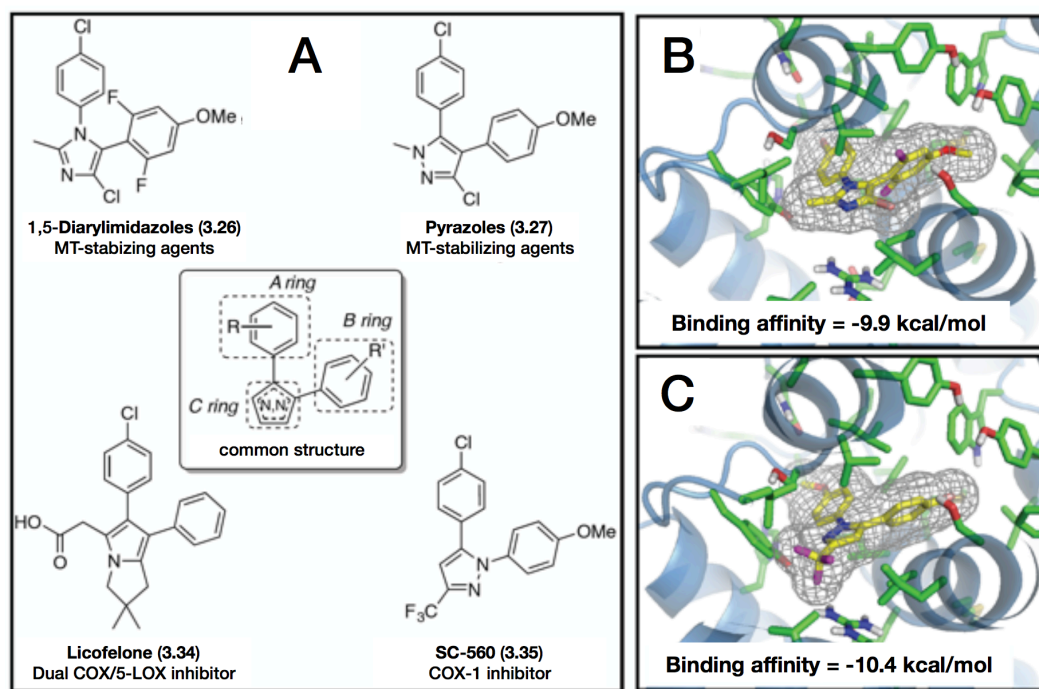 A
Cl
F
N
OMe
N
F
Cl
1,5-Diarylimidazoles (3.26)
MT-stabizing agents
Cl
OMe
N
N
Cl
Pyrazoles (3.27)
MT-stabilizing agents
A ring
R
B ring
R'
C ring
N,N
common structure
Cl
HO
O
N
Licofelone (3.34)
Dual COX/5-LOX inhibitor
Cl
OMe
N
N
F3C
SC-560 (3.35)
COX-1 inhibitor
B
Binding affinity = -9.9 kcal/mol
C
Binding affinity = -10.4 kcal/mol